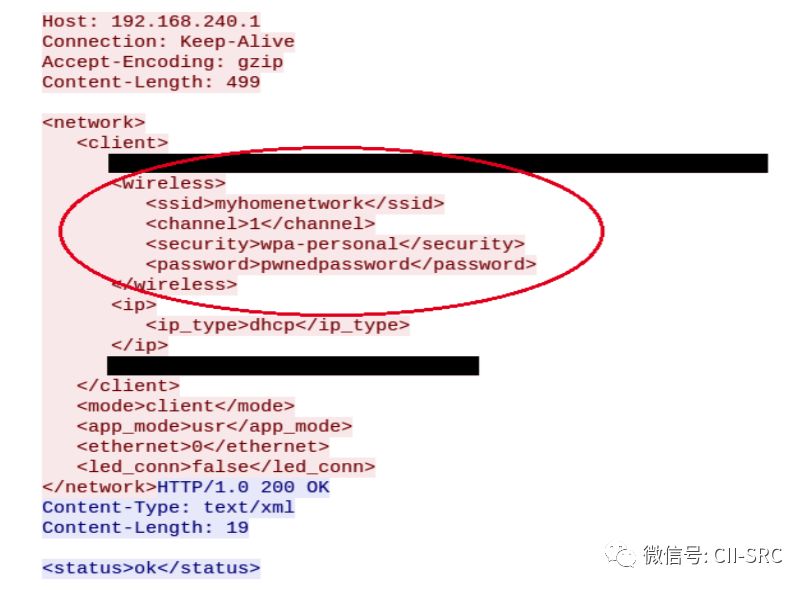 Host: 192.168.240.1
Connection: Keep-Alive
Accept-Encoding: gzip
Content-Length: 499
<network>
<client>
<wireless>
<ssid>myhomenetwork</ssid>
<channel>1</channel>
<security>wpa-personal</security>
<password>pwnedpassword</password>
</wireless>
<ip>
<ip_type>dhcp</ip_type>
</ip>
</client>
<mode>client</mode>
<app_mode>usr</app_mode>
<ethernet>0</ethernet>
<led_conn>false</led_conn>
</network>HTTP/1.0 200 OK
Content-Type: text/xml
Content-Length: 19
<status>ok</status>
微信号: CII-SRC